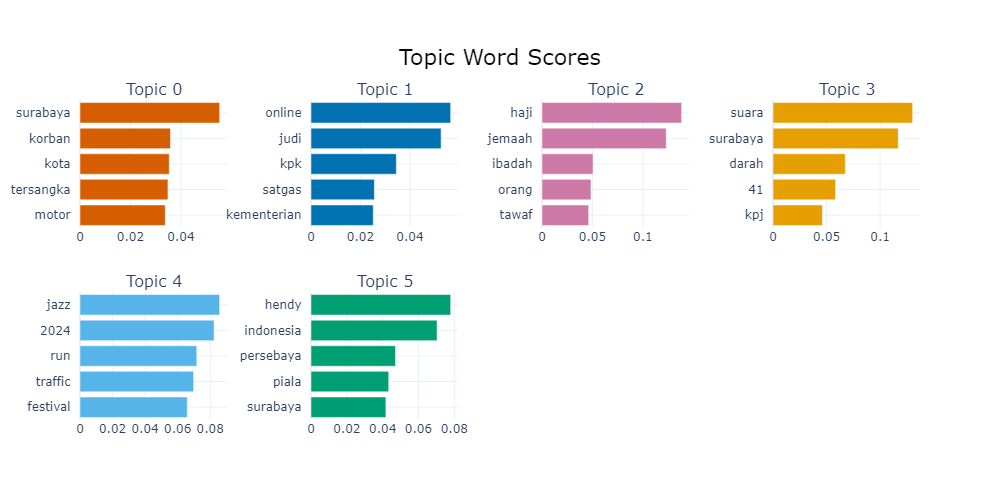 Topic Word Scores
Topic 0
surabaya
korban
kota
tersangka
motor
0 0.02 0.04
Topic 1
online
judi
kpk
satgas
kementerian
0 0.02 0.04
Topic 2
haji
jemaah
ibadah
orang
tawaf
0 0.05 0.1
Topic 3
suara
surabaya
darah
41
kpj
0 0.05 0.1
Topic 4
jazz
2024
run
traffic
festival
0 0.02 0.04 0.06 0.08
Topic 5
hendy
indonesia
persebaya
piala
surabaya
0 0.02 0.04 0.06 0.08